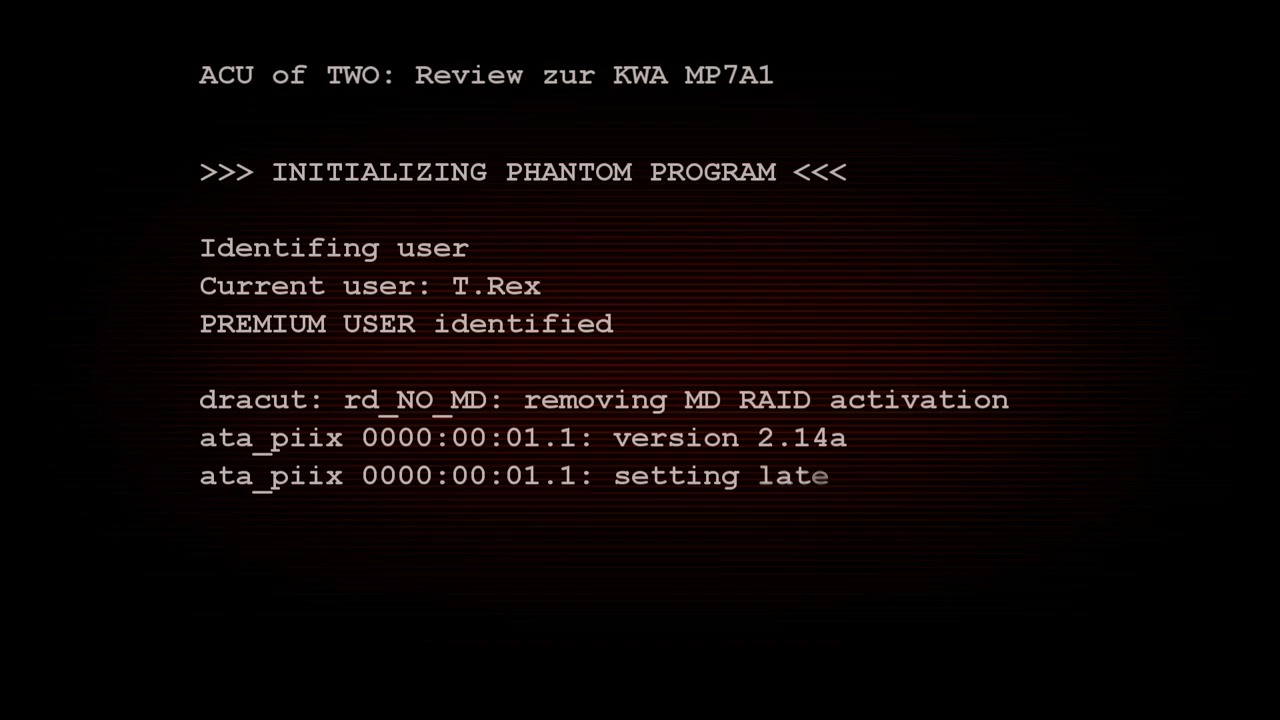 ACU of TWO: Review zur KWA MP7A1
>>> INITIALIZING PHANTOM PROGRAM <<<
Identifing user
Current user: T.Rex
PREMIUM USER identified
dracut: rd_NO_MD: removing MD RAID activation
ata_piix 0000:00:01.1: version 2.14a
ata_piix 0000:00:01.1: setting late